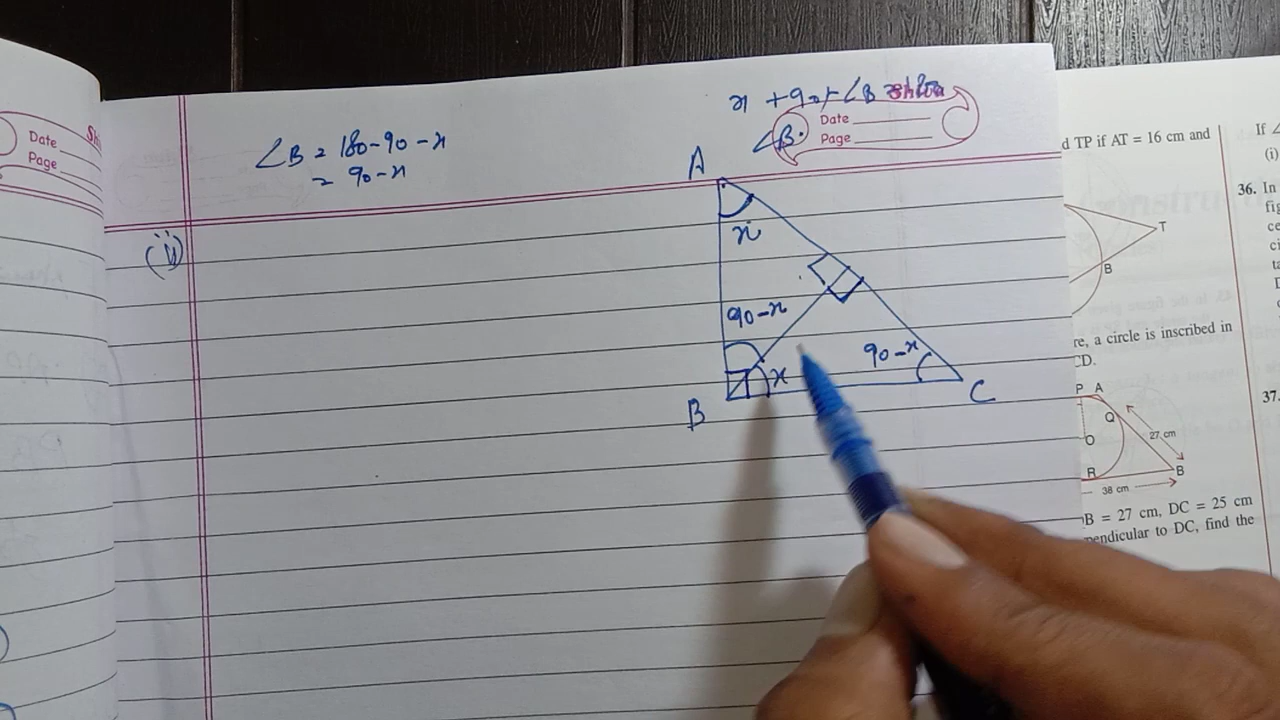 Date
Page
x + 90 + ∠B
∠B
Date
Page
∠B = 180-90-x
= 90-x
(ii)
A
x
90-x
90-x
x
B
C
d TP if AT = 16 cm and
T
B
re, a circle is inscribed in
CD.
P A
Q
O
27 cm
R
B
38 cm
B = 27 cm, DC = 25 cm
pendicular to DC, find the
If ∠
(i)
36. In
fig
ce
ci
ta
37.